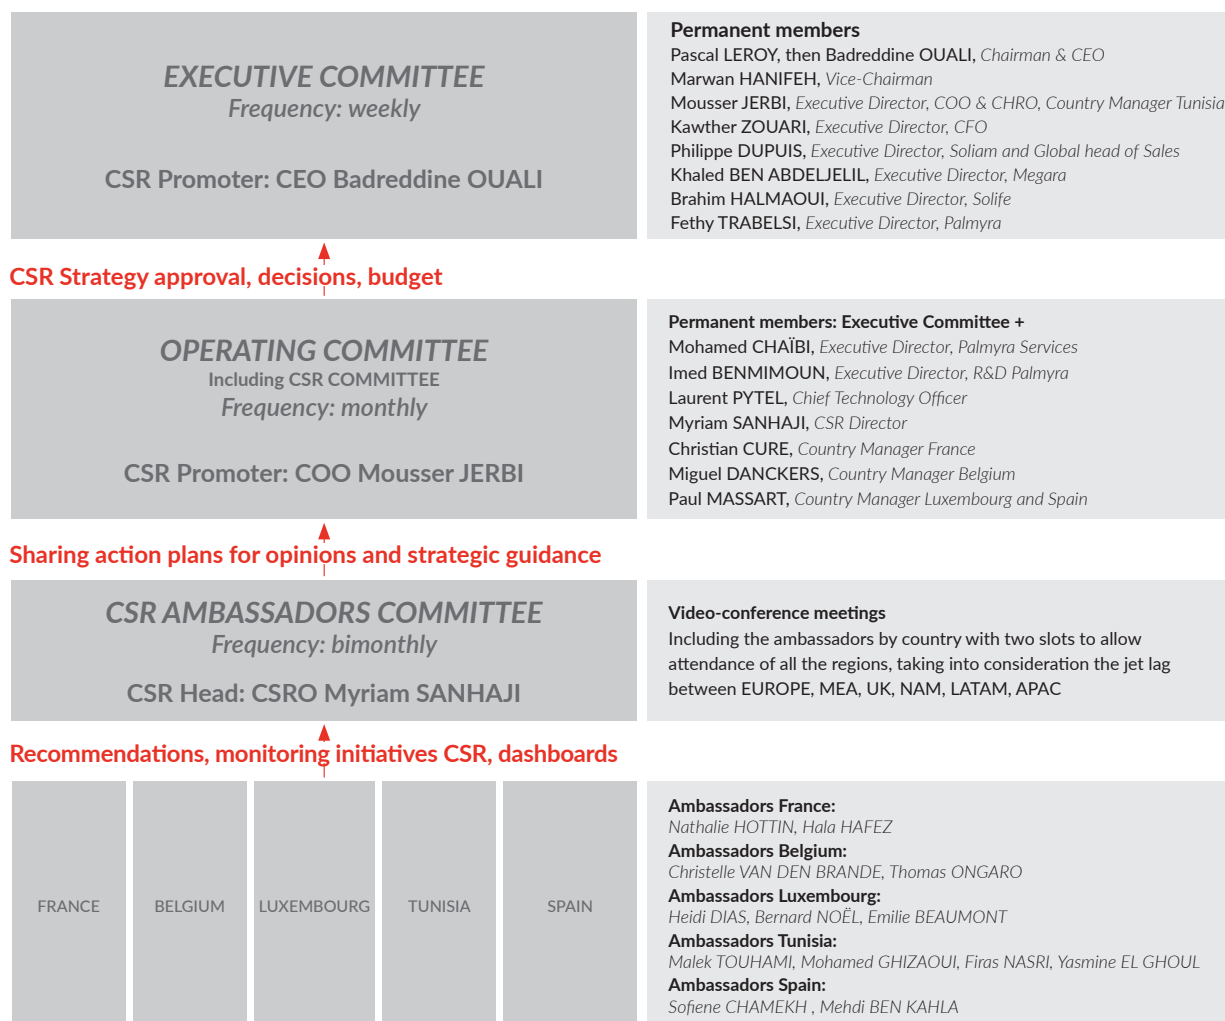 EXECUTIVE COMMITTEE
Frequency: weekly
CSR Promoter: CEO Badreddine OUALI
Permanent members
Pascal LEROY, then Badreddine OUALI, Chairman & CEO
Marwan HANIFEH, Vice-Chairman
Mousser JERBI, Executive Director, COO & CHRO, Country Manager Tunisia
Kawther ZOUARI, Executive Director, CFO
Philippe DUPUIS, Executive Director, Soliam and Global head of Sales
Khaled BEN ABDELJELIL, Executive Director, Megara
Brahim HALMAOUI, Executive Director, Solife
Fethy TRABELSI, Executive Director, Palmyra
CSR Strategy approval, decisions, budget
OPERATING COMMITTEE
Including CSR COMMITTEE
Frequency: monthly
CSR Promoter: COO Mousser JERBI
Permanent members: Executive Committee +
Mohamed CHAÏBI, Executive Director, Palmyra Services
Imed BENMIMOUN, Executive Director, R&D Palmyra
Laurent PYTEL, Chief Technology Officer
Myriam SANHAJI, CSR Director
Christian CURE, Country Manager France
Miguel DANCKERS, Country Manager Belgium
Paul MASSART, Country Manager Luxembourg and Spain
Sharing action plans for opinions and strategic guidance
CSR AMBASSADORS COMMITTEE
Frequency: bimonthly
CSR Head: CSRO Myriam SANHAJI
Video-conference meetings
Including the ambassadors by country with two slots to allow
attendance of all the regions, taking into consideration the jet lag
between EUROPE, MEA, UK, NAM, LATAM, APAC
Recommendations, monitoring initiatives CSR, dashboards
FRANCE
BELGIUM
LUXEMBOURG
TUNISIA
SPAIN
Ambassadors France:
Nathalie HOTTIN, Hala HAFEZ
Ambassadors Belgium:
Christelle VAN DEN BRANDE, Thomas ONGARO
Ambassadors Luxembourg:
Heidi DIAS, Bernard NOËL, Emilie BEAUMONT
Ambassadors Tunisia:
Malek TOUHAMI, Mohamed GHIZAOUI, Firas NASRI, Yasmine EL GHOUL
Ambassadors Spain:
Sofiene CHAMEKH , Mehdi BEN KAHLA